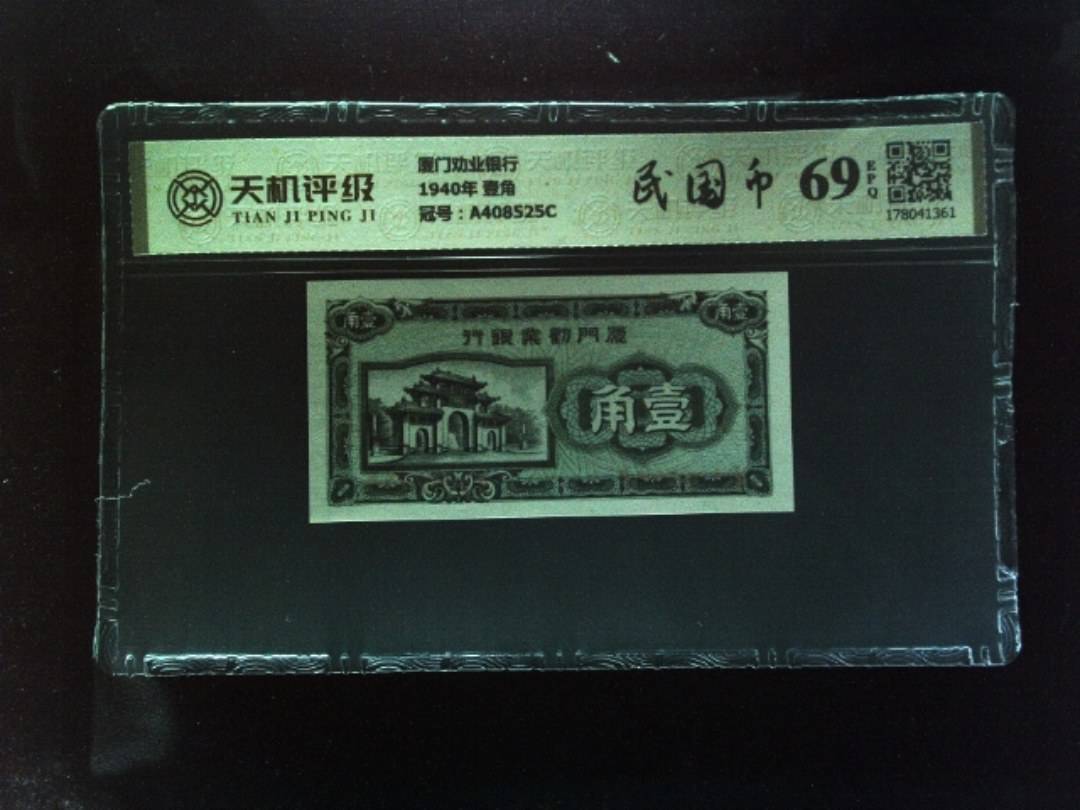 天机评级
TIAN JI PING JI
厦门劝业银行
1940年 壹角
冠号：A408525C
民国币
69
EPQ
178041361
角壹
角壹
行銀業勸門廈
角壹